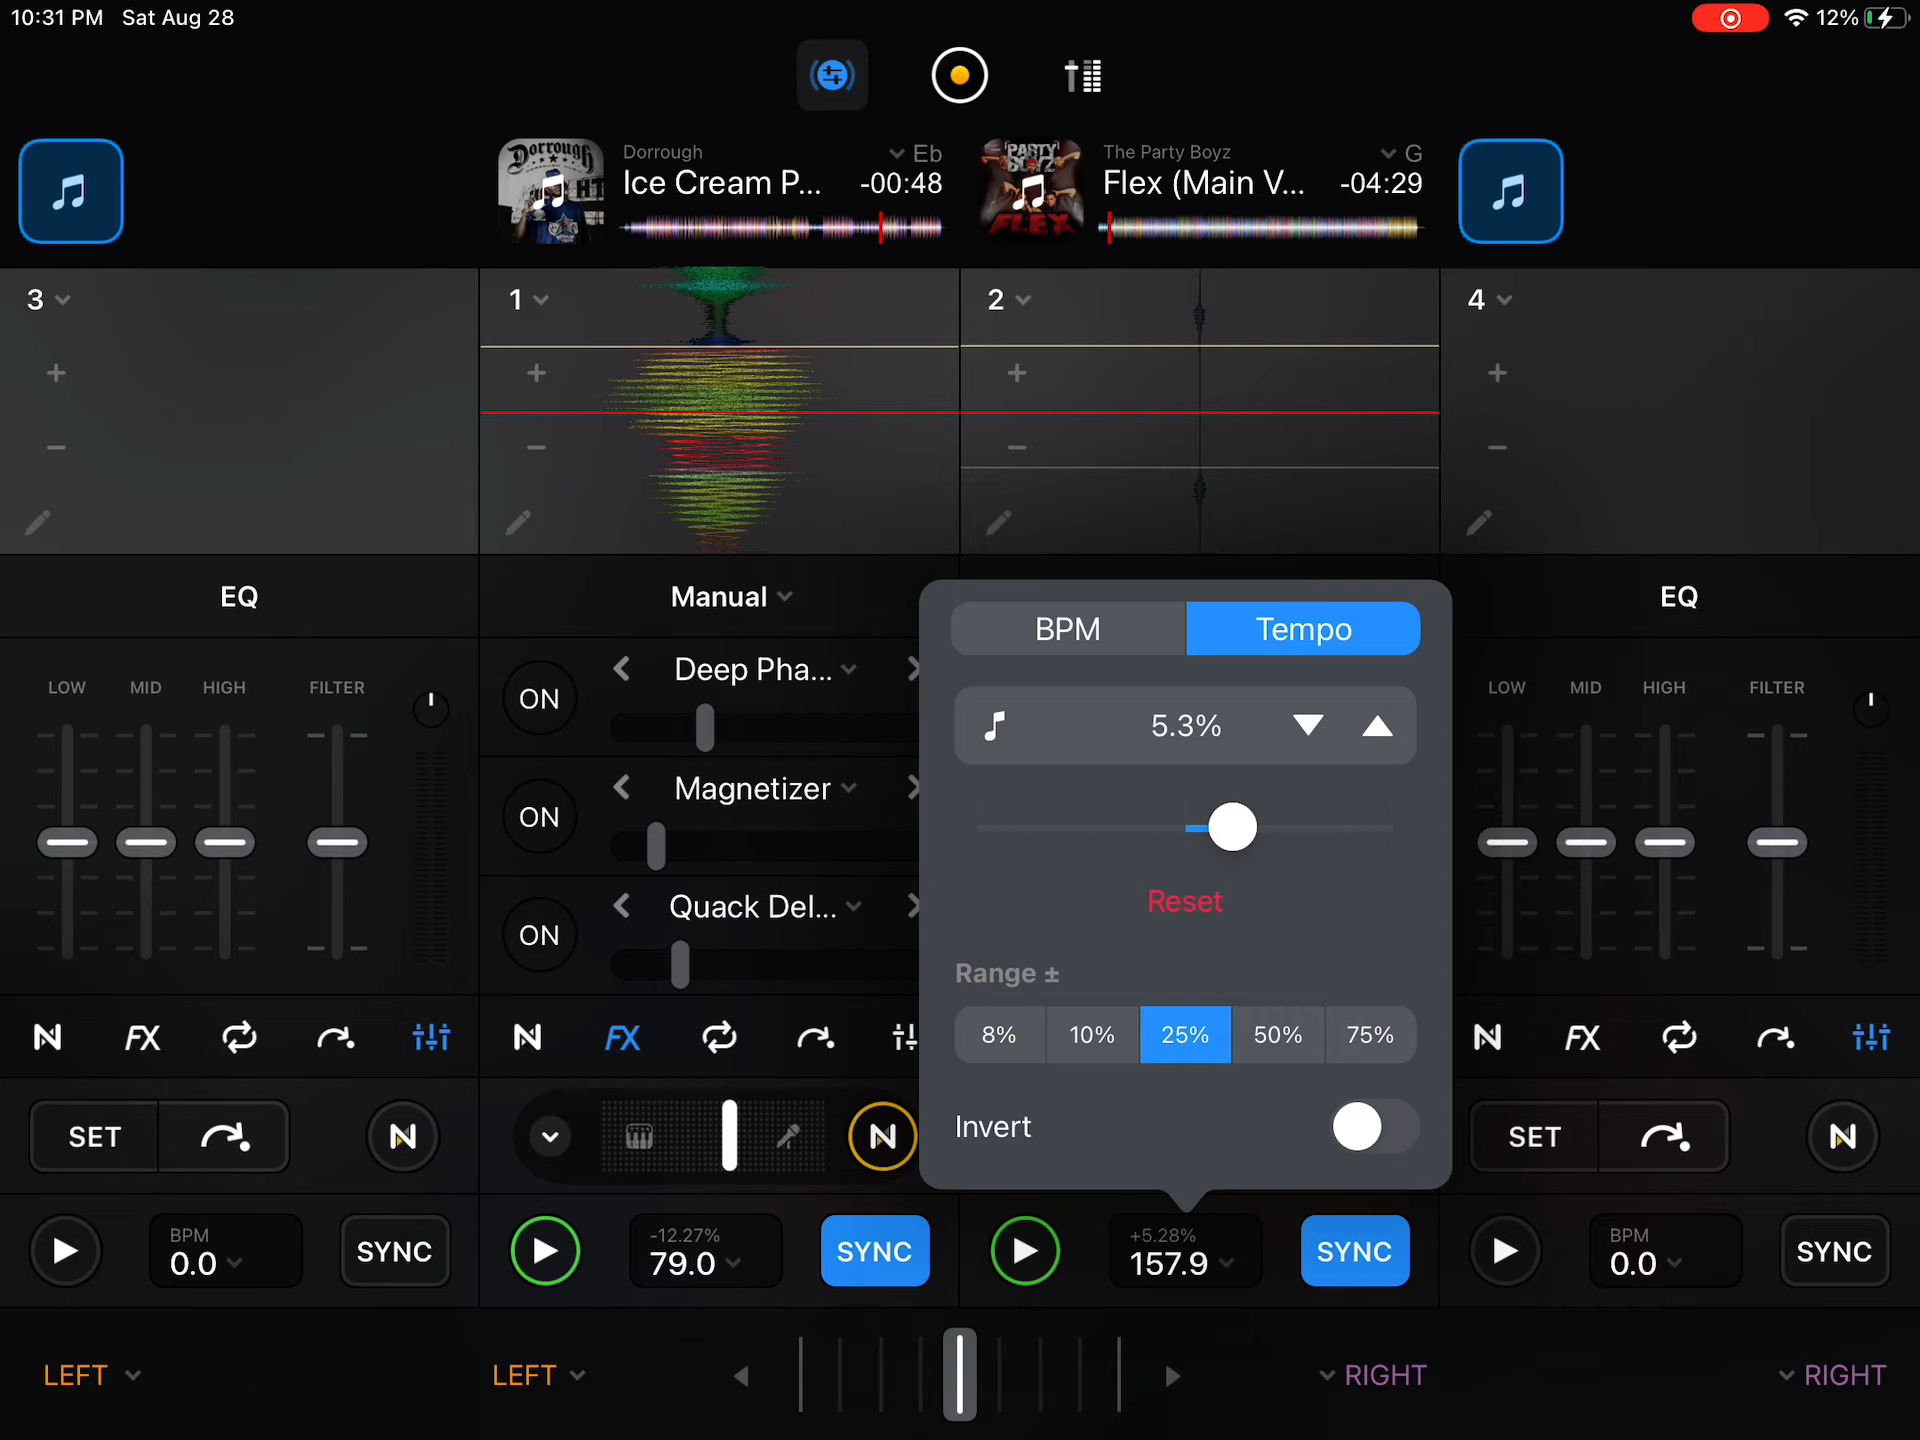 10:31 PM Sat Aug 28
12%
Dorrough
Eb
Ice Cream P...
-00:48
The Party Boyz
G
Flex (Main V...
-04:29
Dorrough
PARTY
BOYZ
FLEX
3
1
2
4
EQ
Manual
EQ
BPM
Tempo
LOW MID HIGH FILTER
ON
Deep Pha...
5.3%
LOW MID HIGH FILTER
ON
Magnetizer
Reset
ON
Quack Del...
Range ±
8% 10% 25% 50% 75%
N FX
N FX
N FX
Invert
SET
N
N
SET
N
BPM
0.0
SYNC
-12.27%
79.0
SYNC
+5.28%
157.9
SYNC
BPM
0.0
SYNC
LEFT
LEFT
RIGHT
RIGHT